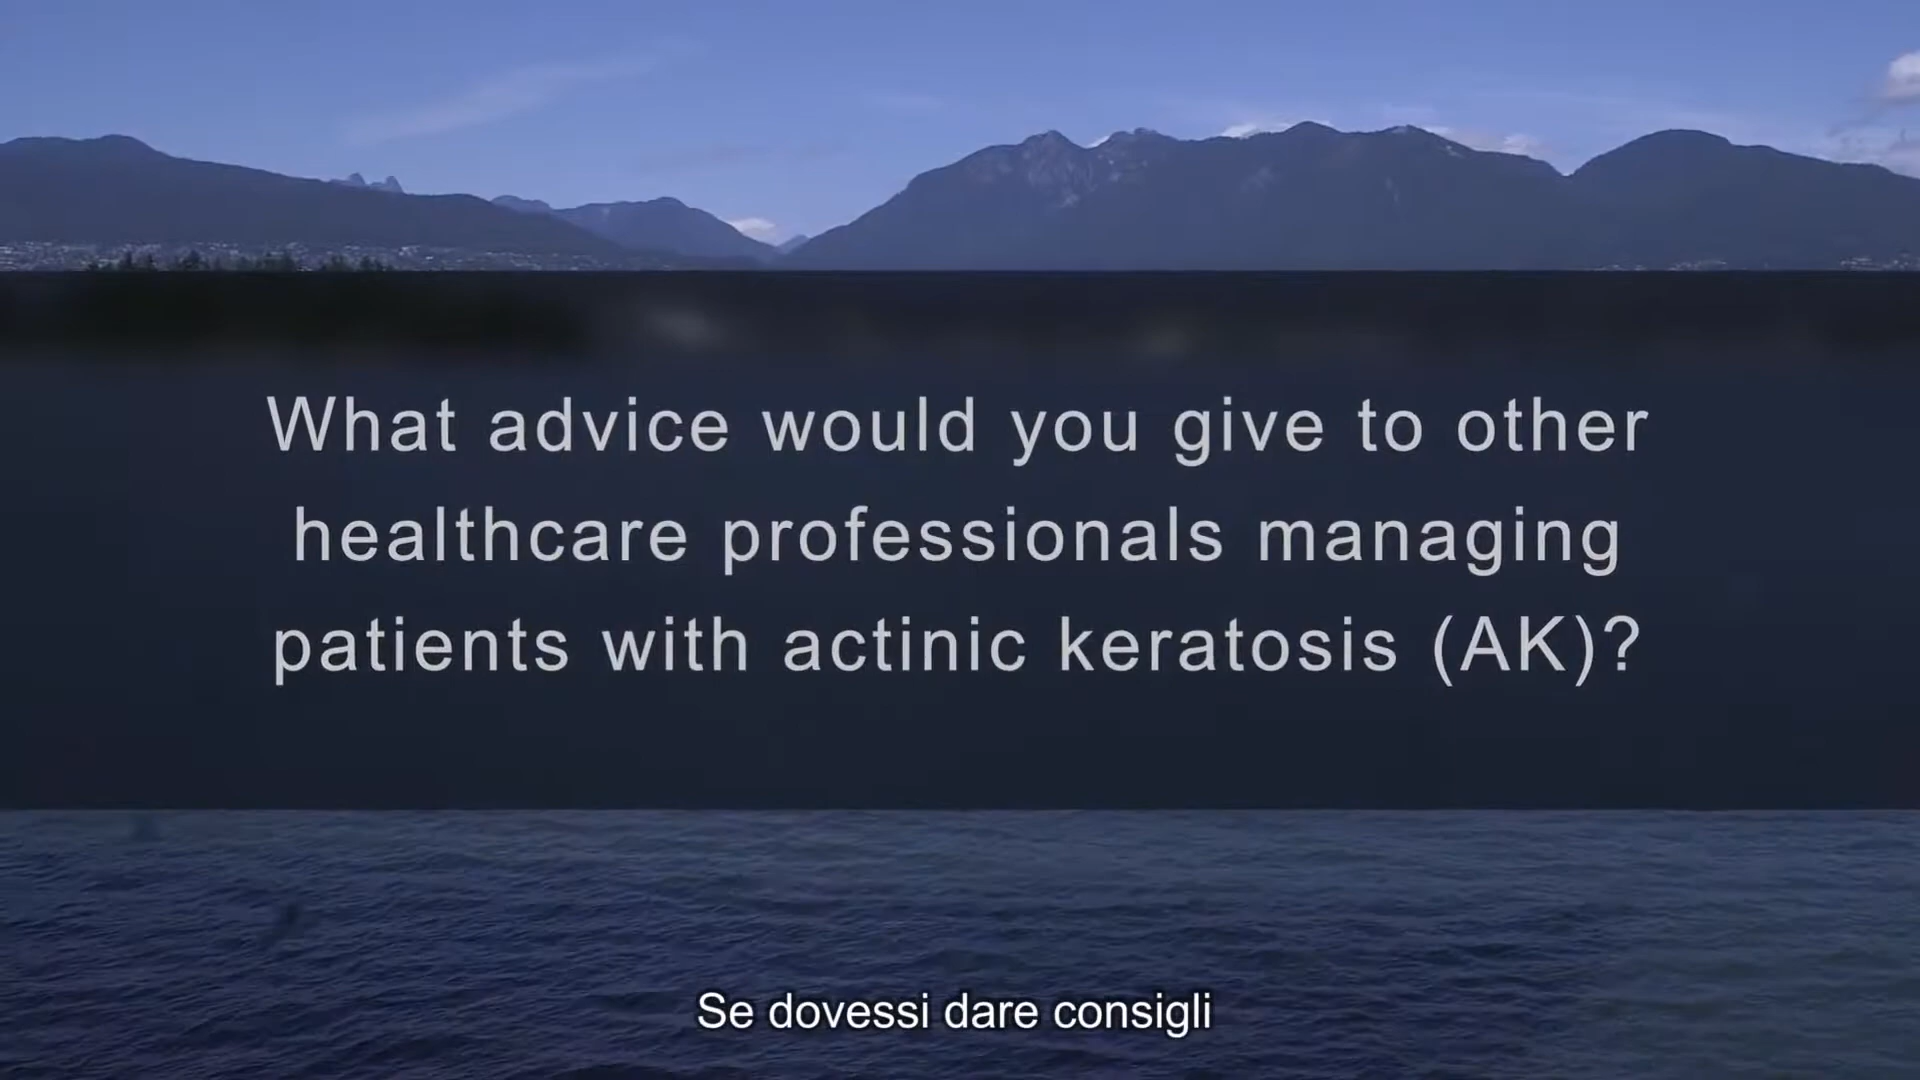 What advice would you give to other
healthcare professionals managing
patients with actinic keratosis (AK)?
Se dovessi dare consigli